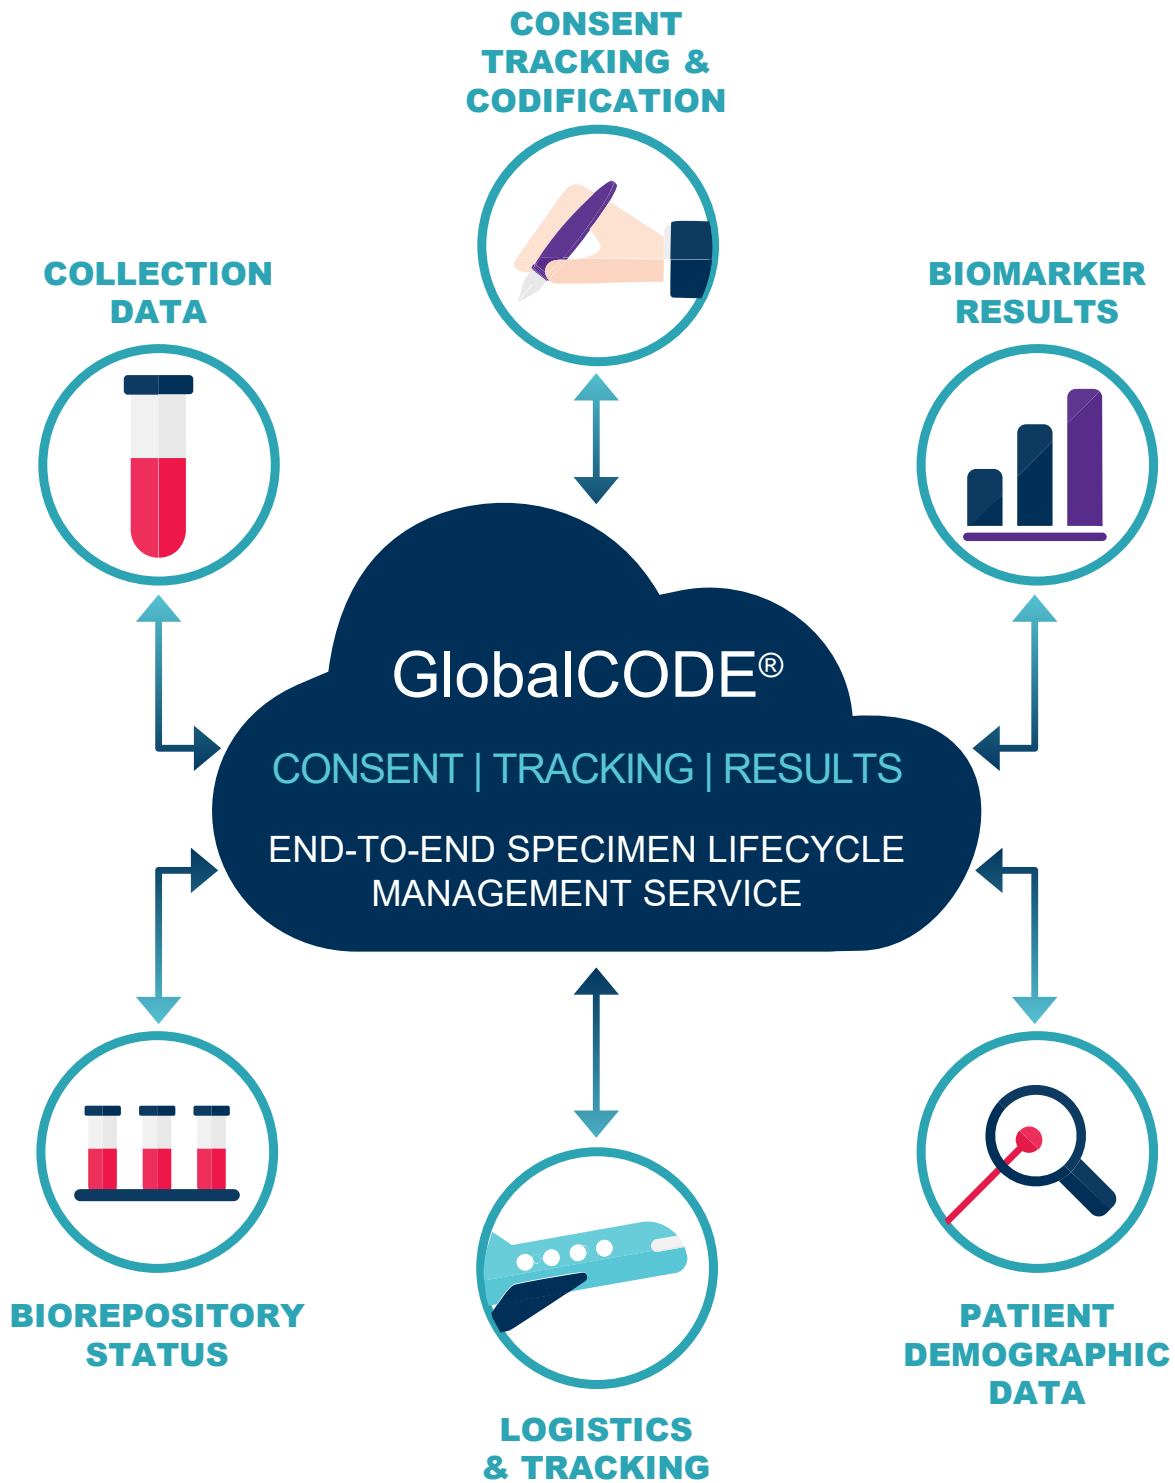 CONSENT
TRACKING &
CODIFICATION
COLLECTION
DATA
BIOMARKER
RESULTS
GlobalCODE®
CONSENT | TRACKING | RESULTS
END-TO-END SPECIMEN LIFECYCLE
MANAGEMENT SERVICE
BIOREPOSITORY
STATUS
PATIENT
DEMOGRAPHIC
DATA
LOGISTICS
& TRACKING